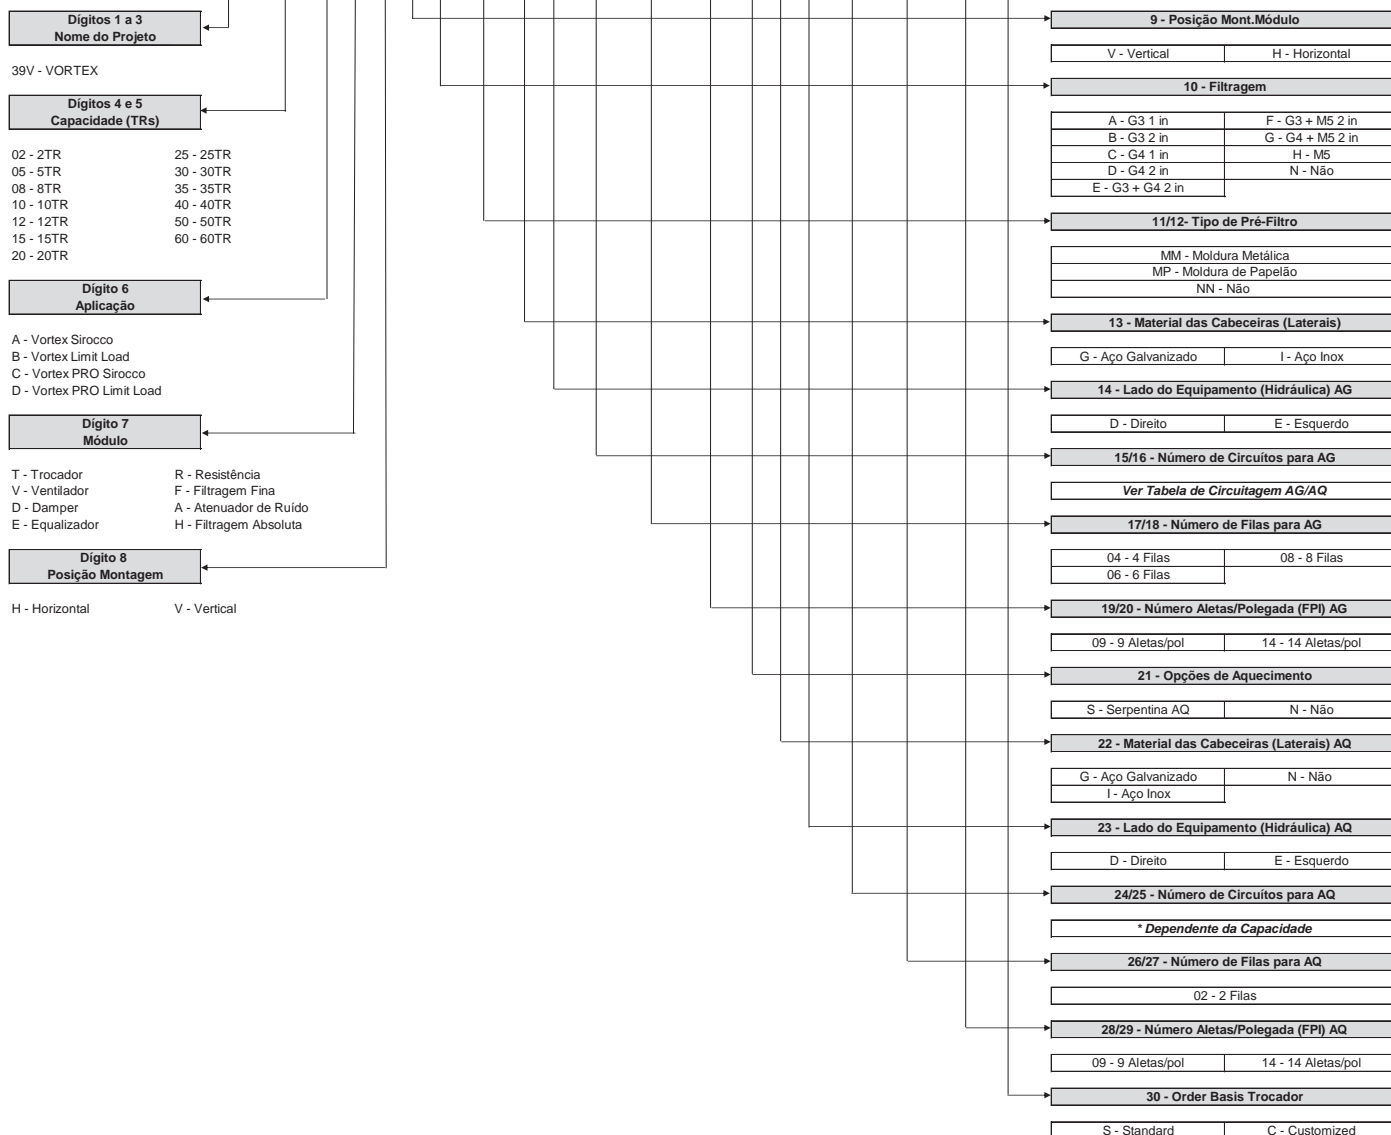 Dígitos 1 a 3
Nome do Projeto
39V - VORTEX
Dígitos 4 e 5
Capacidade (TRs)
02 - 2TR 25 - 25TR
05 - 5TR 30 - 30TR
08 - 8TR 35 - 35TR
10 - 10TR 40 - 40TR
12 - 12TR 50 - 50TR
15 - 15TR 60 - 60TR
20 - 20TR
Dígito 6
Aplicação
A - Vortex Sirocco
B - Vortex Limit Load
C - Vortex PRO Sirocco
D - Vortex PRO Limit Load
Dígito 7
Módulo
T - Trocador R - Resistência
V - Ventilador F - Filtragem Fina
D - Damper A - Atenuador de Ruído
E - Equalizador H - Filtragem Absoluta
Dígito 8
Posição Montagem
H - Horizontal V - Vertical
9 - Posição Mont.Módulo
V - Vertical H - Horizontal
10 - Filtragem
A - G3 1 in F - G3 + M5 2 in
B - G3 2 in G - G4 + M5 2 in
C - G4 1 in H - M5
D - G4 2 in N - Não
E - G3 + G4 2 in
11/12- Tipo de Pré-Filtro
MM - Moldura Metálica
MP - Moldura de Papelão
NN - Não
13 - Material das Cabeceiras (Laterais)
G - Aço Galvanizado I - Aço Inox
14 - Lado do Equipamento (Hidráulica) AG
D - Direito E - Esquerdo
15/16 - Número de Circuítos para AG
Ver Tabela de Circuitagem AG/AQ
17/18 - Número de Filas para AG
04 - 4 Filas 08 - 8 Filas
06 - 6 Filas
19/20 - Número Aletas/Polegada (FPI) AG
09 - 9 Aletas/pol 14 - 14 Aletas/pol
21 - Opções de Aquecimento
S - Serpentina AQ N - Não
22 - Material das Cabeceiras (Laterais) AQ
G - Aço Galvanizado N - Não
I - Aço Inox
23 - Lado do Equipamento (Hidráulica) AQ
D - Direito E - Esquerdo
24/25 - Número de Circuítos para AQ
* Dependente da Capacidade
26/27 - Número de Filas para AQ
02 - 2 Filas
28/29 - Número Aletas/Polegada (FPI) AQ
09 - 9 Aletas/pol 14 - 14 Aletas/pol
30 - Order Basis Trocador
S - Standard C - Customized